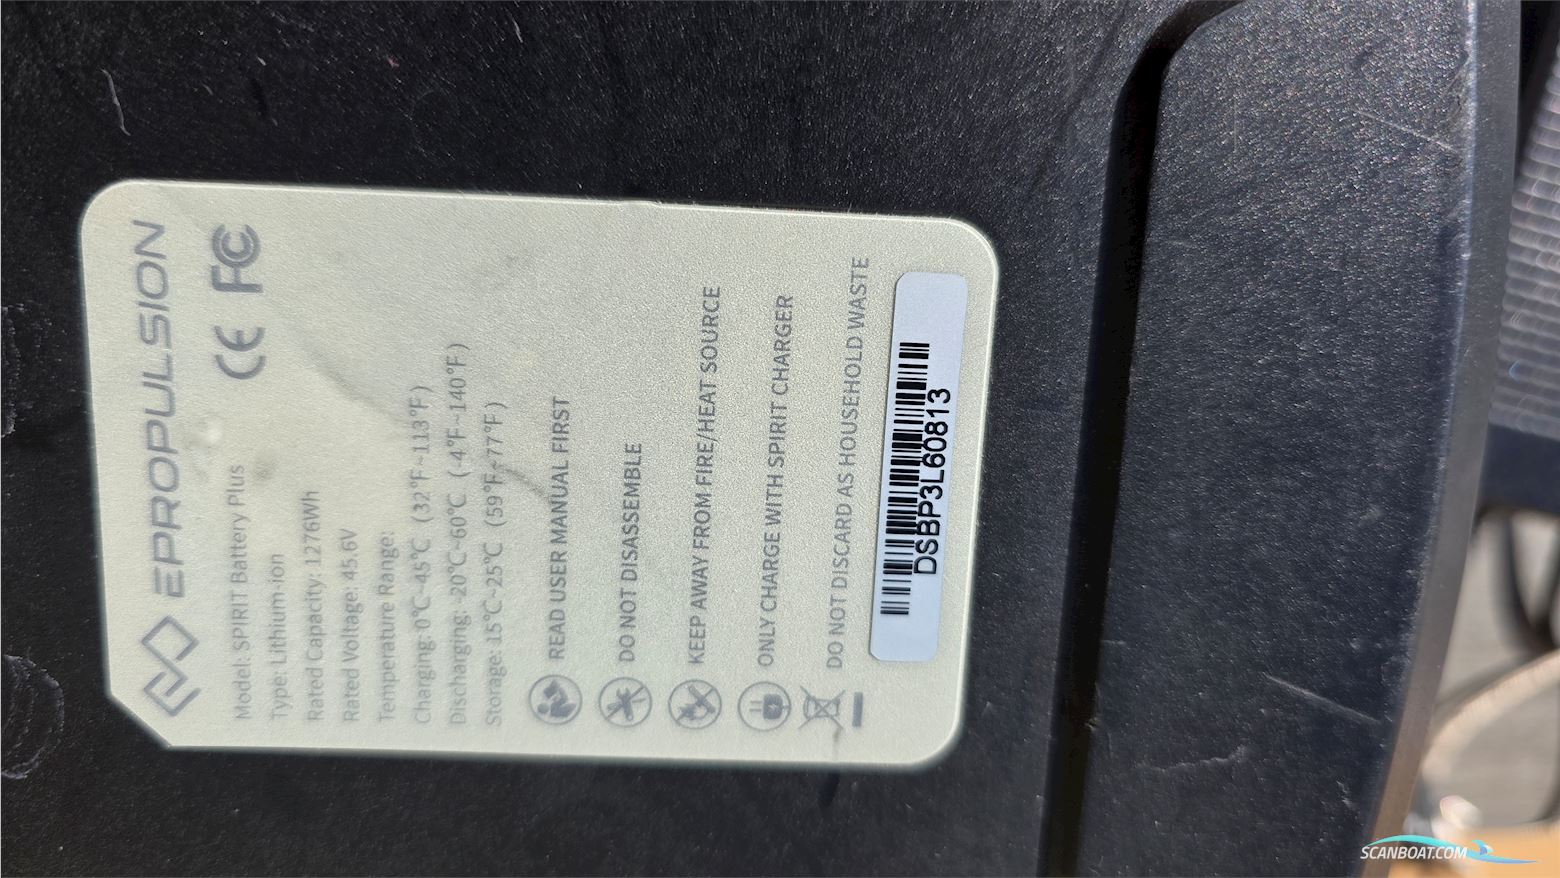 EPROPULSION
Model: SPIRIT Battery Plus
CE FC
Type: Lithium-ion
Rated Capacity: 1276Wh
Rated Voltage: 45.6V
Temperature Range:
Charging: 0℃~45℃ (32℉~113℉)
Discharging: -20℃~60℃ (-4℉~140℉)
Storage: 15℃~25℃ (59℉~77℉)
READ USER MANUAL FIRST
DO NOT DISASSEMBLE
KEEP AWAY FROM FIRE/HEAT SOURCE
ONLY CHARGE WITH SPIRIT CHARGER
DO NOT DISCARD AS HOUSEHOLD WASTE
DSBP3L60813
SCANBOAT.COM